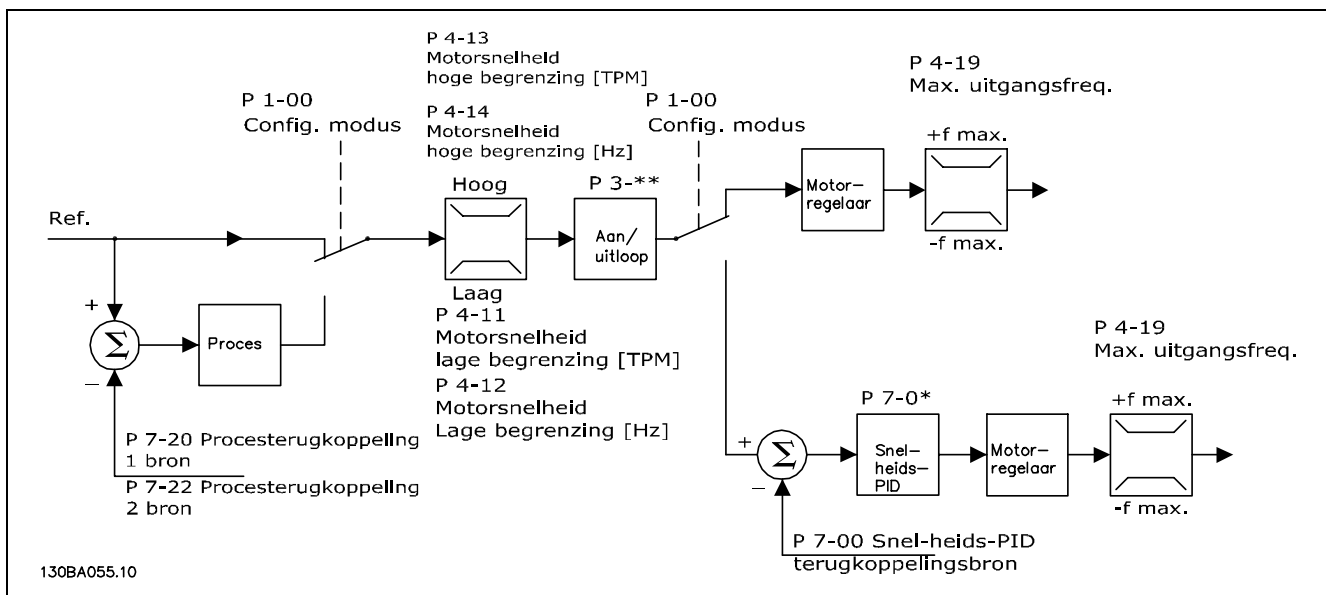 P 4-13
Motorsnelheid
hoge begrenzing [TPM]
P 4-19
Max. uitgangsfreq.
P 1-00
Config. modus
P 4-14
Motorsnelheid
hoge begrenzing [Hz]
P 1-00
Config. modus
+f max.
Hoog
P 3-**
Motor-
regelaar
Ref.
Aan/
uitloop
-f max.
Laag
+
Σ
Proces
–
P 4-11
Motorsnelheid
lage begrenzing [TPM]
P 4-12
Motorsnelheid
Lage begrenzing [Hz]
P 4-19
Max. uitgangsfreq.
P 7-0*
+f max.
P 7-20 Procesterugkoppellng
1 bron
P 7-22 Procesterugkoppellng
2 bron
+
Σ
–
Snel-
heids-
PID
Motor-
regelaar
-f max.
P 7-00 Snel-heids-PID
terugkoppelingsbron
130BA055.10